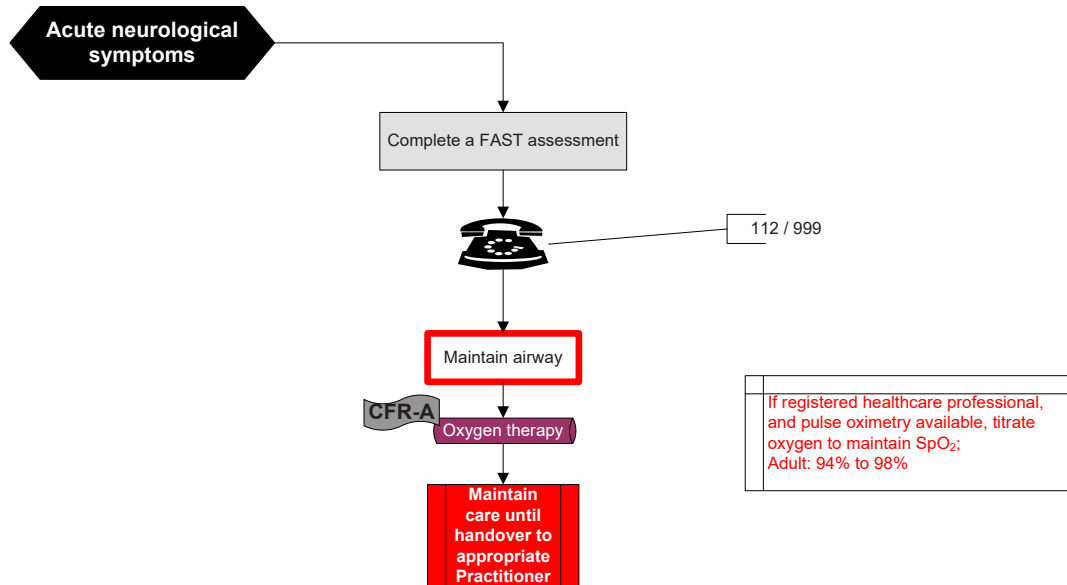 Acute neurological
symptoms
Complete a FAST assessment
112 / 999
Maintain airway
CFR-A
Oxygen therapy
If registered healthcare professional,
and pulse oximetry available, titrate
oxygen to maintain SpO₂;
Adult: 94% to 98%
Maintain
care until
handover to
appropriate
Practitioner